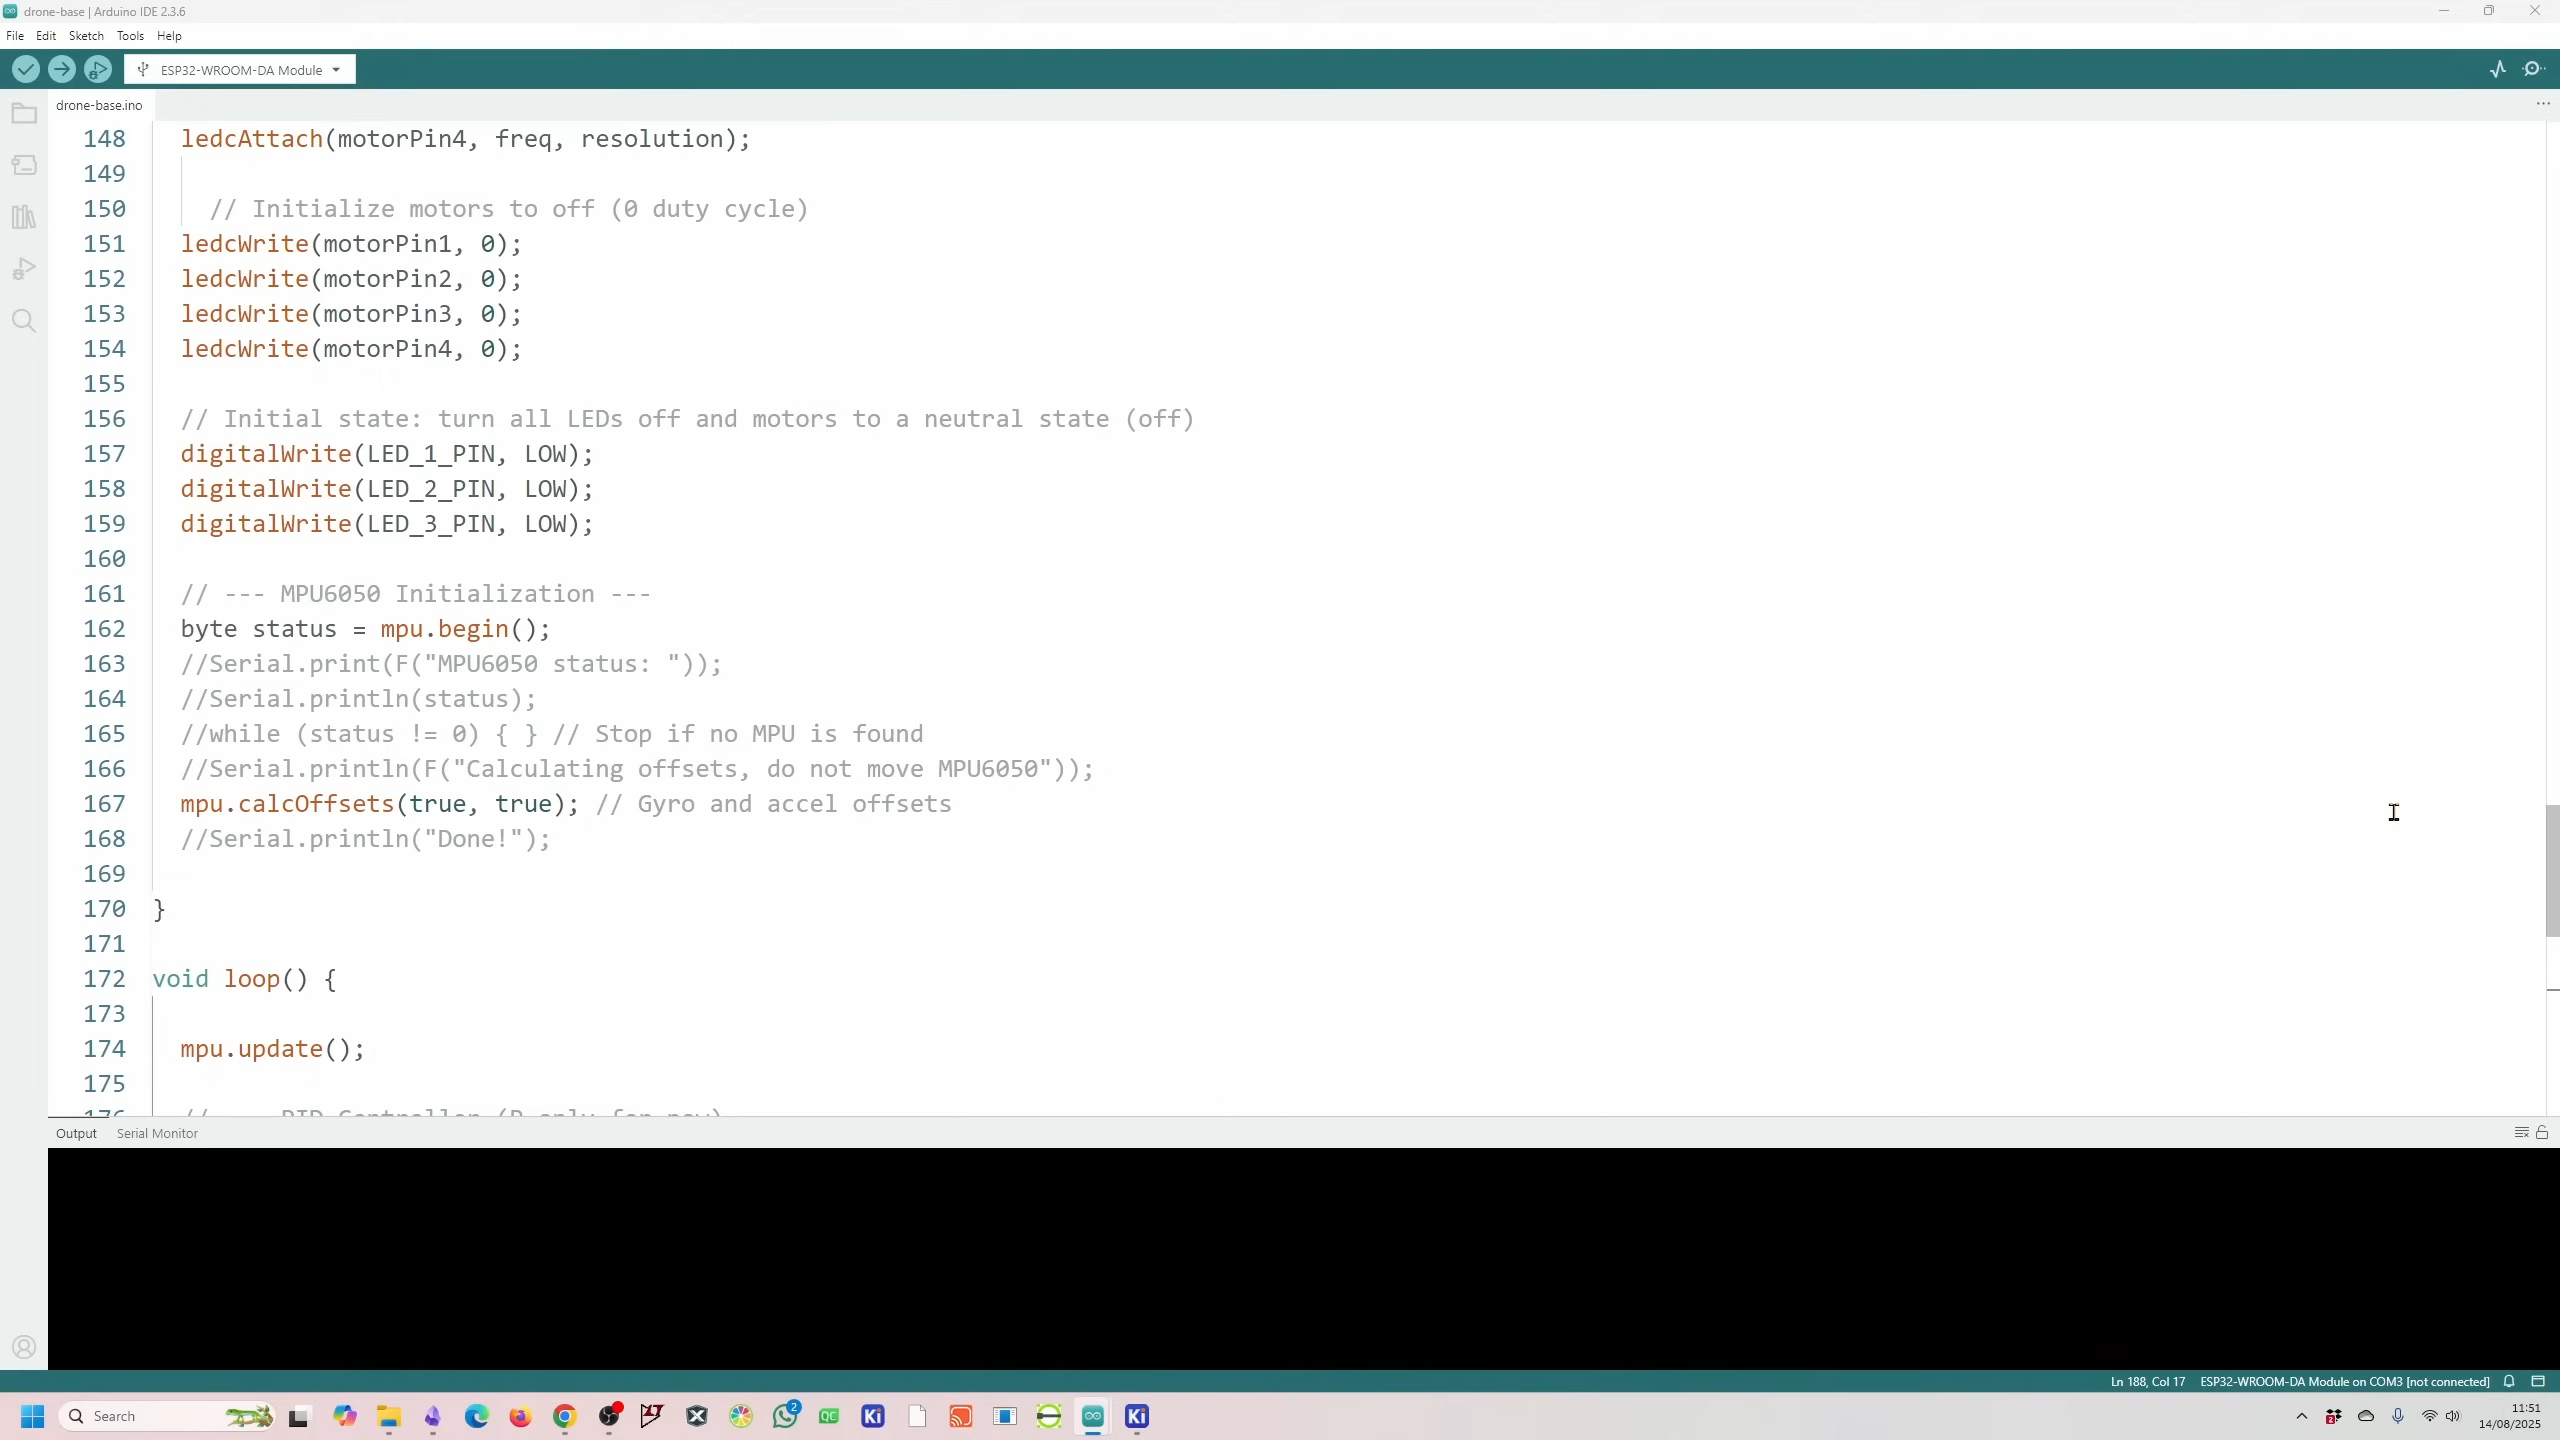 drone-base | Arduino IDE 2.3.6
File Edit Sketch Tools Help
ESP32-WROOM-DA Module
drone-base.ino
148 ledcAttach(motorPin4, freq, resolution);
149
150 // Initialize motors to off (0 duty cycle)
151 ledcWrite(motorPin1, 0);
152 ledcWrite(motorPin2, 0);
153 ledcWrite(motorPin3, 0);
154 ledcWrite(motorPin4, 0);
155
156 // Initial state: turn all LEDs off and motors to a neutral state (off)
157 digitalWrite(LED_1_PIN, LOW);
158 digitalWrite(LED_2_PIN, LOW);
159 digitalWrite(LED_3_PIN, LOW);
160
161 // --- MPU6050 Initialization ---
162 byte status = mpu.begin();
163 //Serial.print(F("MPU6050 status: "));
164 //Serial.println(status);
165 //while (status != 0) { } // Stop if no MPU is found
166 //Serial.println(F("Calculating offsets, do not move MPU6050"));
167 mpu.calcOffsets(true, true); // Gyro and accel offsets
168 //Serial.println("Done!");
169
170 }
171
172 void loop() {
173
174 mpu.update();
175
176 // --- PID Controller (P only for now)
Output Serial Monitor
Ln 188, Col 17 ESP32-WROOM-DA Module on COM3 [not connected]
Search
2
QC
Ki
Ki
2
11:51
14/08/2025